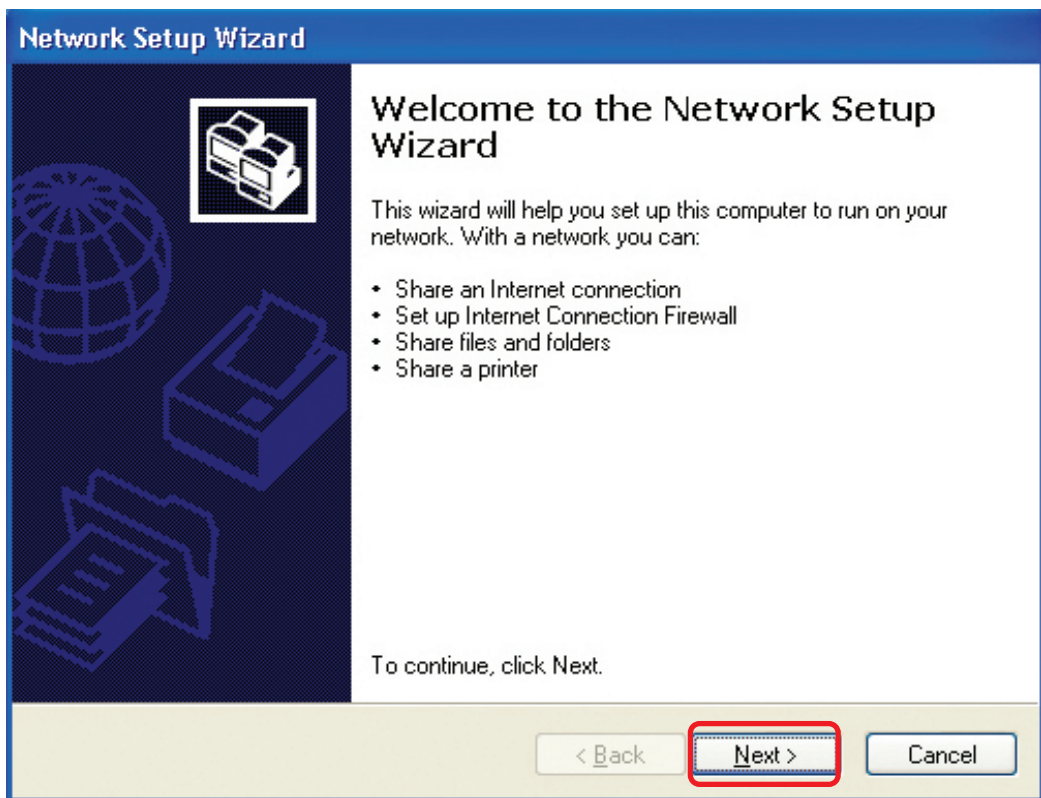 Network Setup Wizard
Welcome to the Network Setup
Wizard
This wizard will help you set up this computer to run on your
network. With a network you can:
• Share an Internet connection
• Set up Internet Connection Firewall
• Share files and folders
• Share a printer
To continue, click Next.
< Back
Next >
Cancel